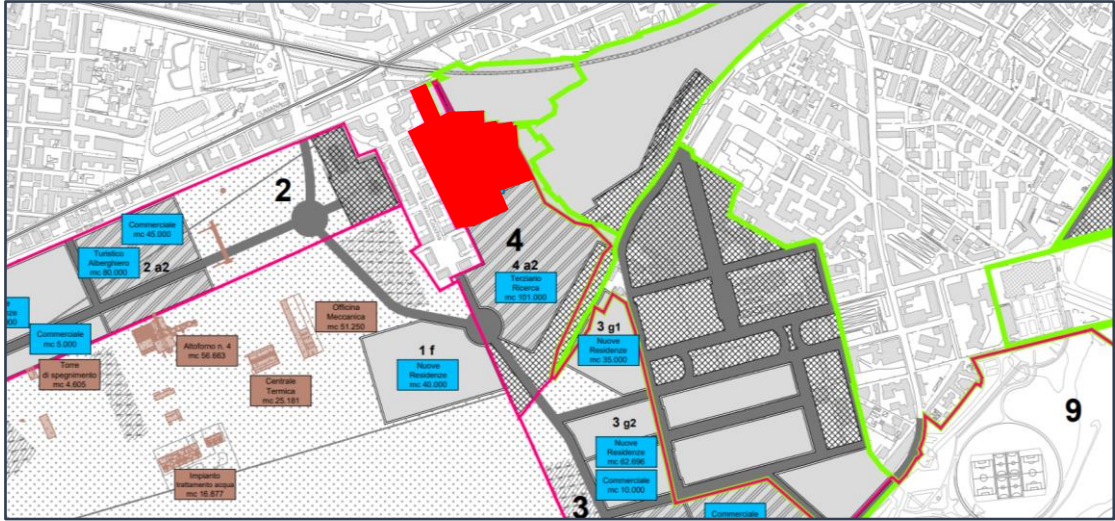 2
Commerciale
mc 45.000
Turistico
Alberghiero
mc 80.000
2 a2
4
4 a2
Terziario
Ricerca
mc 101.000
Commerciale
mc 5.000
Torre
di spegnimento
mc 4.605
Altoforno n. 4
mc 56.663
Officina
Meccanica
mc 51.250
Centrale
Termica
mc 25.181
1 f
Nuove
Residenze
mc 40.000
3 g1
Nuove
Residenze
mc 35.000
3 g2
Nuove
Residenze
mc 62.696
Commerciale
mc 10.000
Impianto
trattamento acqua
mc 16.877
3
Commerciale
9